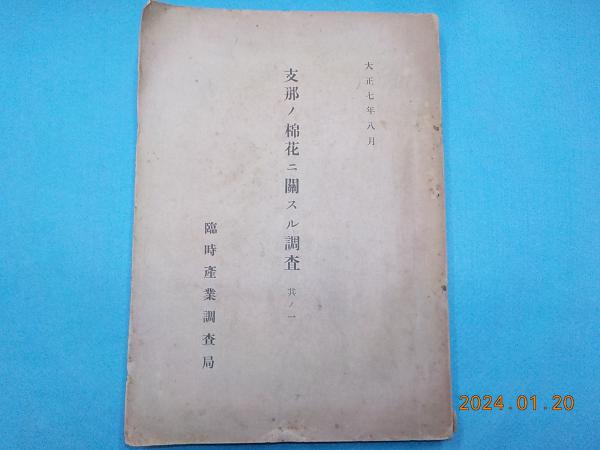 大正七年八月
支那ノ棉花ニ關スル調査 其ノ一
臨時產業調查局
2024.01.20